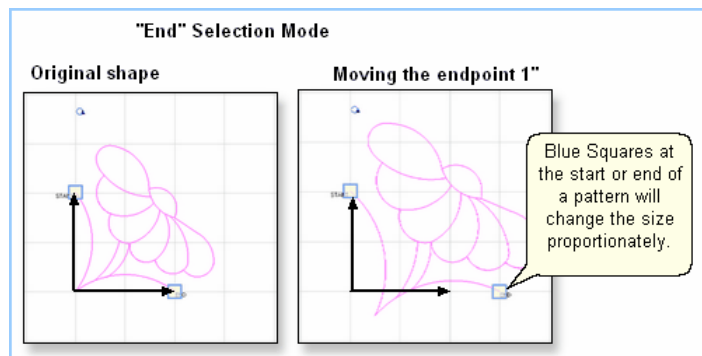 "End" Selection Mode
Original shape
Moving the endpoint 1"
Blue Squares at
the start or end of
a pattern will
change the size
proportionately.